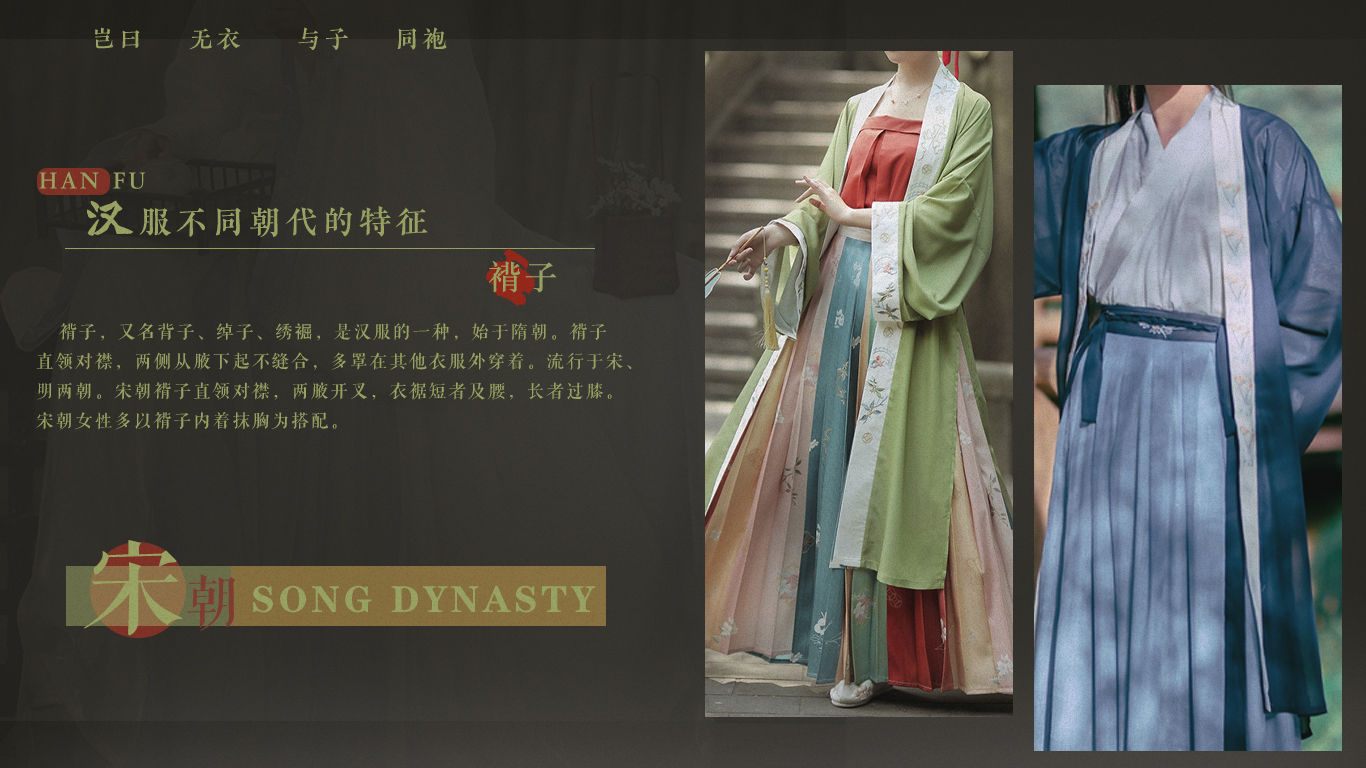 岂曰 无衣 与子 同袍
HAN FU
汉服不同朝代的特征
褙子
褙子，又名背子、绰子、绣裾，是汉服的一种，始于隋朝。褙子
直领对襟，两侧从腋下起不缝合，多罩在其他衣服外穿着。流行于宋、
明两朝。宋朝褙子直领对襟，两腋开叉，衣裾短者及腰，长者过膝。
宋朝女性多以褙子内着抹胸为搭配。
宋朝 SONG DYNASTY